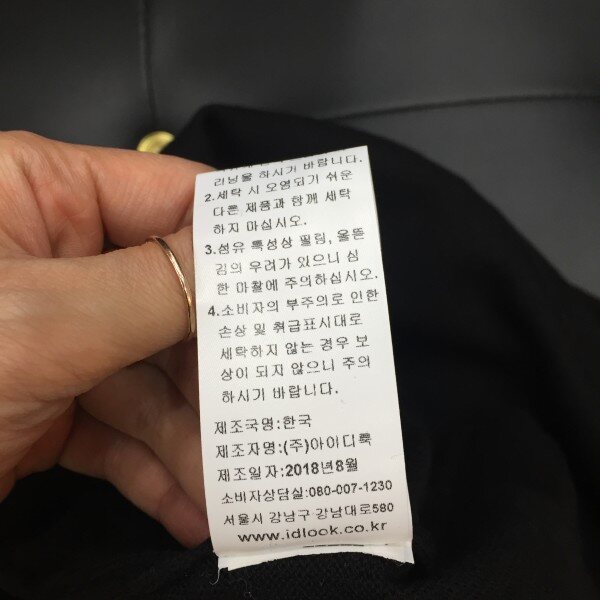 리닝을 하시기 바랍니다.
2.세탁 시 오염되기 쉬운
다른 제품과 함께 세탁
하지 마십시오.
3.섬유 특성상 필링, 올뜯
김의 우려가 있으니 심
한 마찰에 주의하십시오.
4.소비자의 부주의로 인한
손상 및 취급표시대로
세탁하지 않는 경우 보
상이 되지 않으니 주의
하시기 바랍니다.
제조국명:한국
제조자명:(주)아이디룩
제조일자:2018년8월
소비자상담실:080-007-1230
서울시 강남구 강남대로580
www.idlook.co.kr